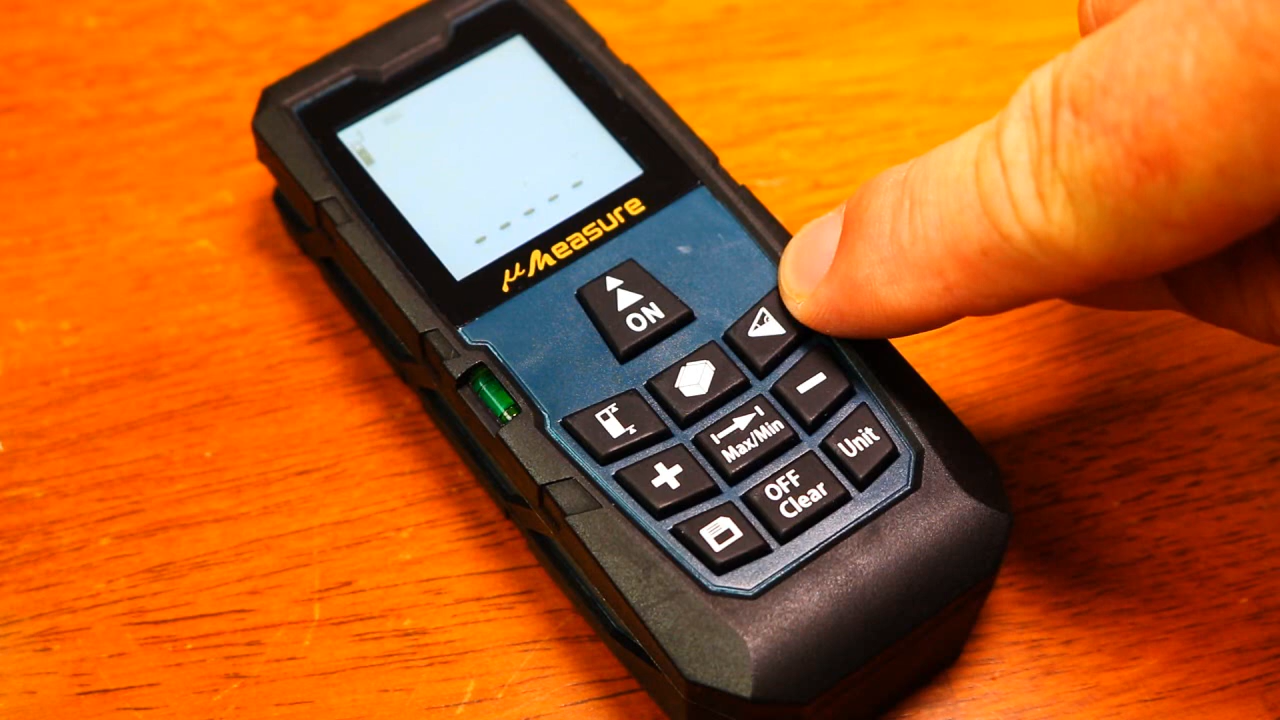 μMeasure
ON
Max/Min
Unit
OFF
Clear